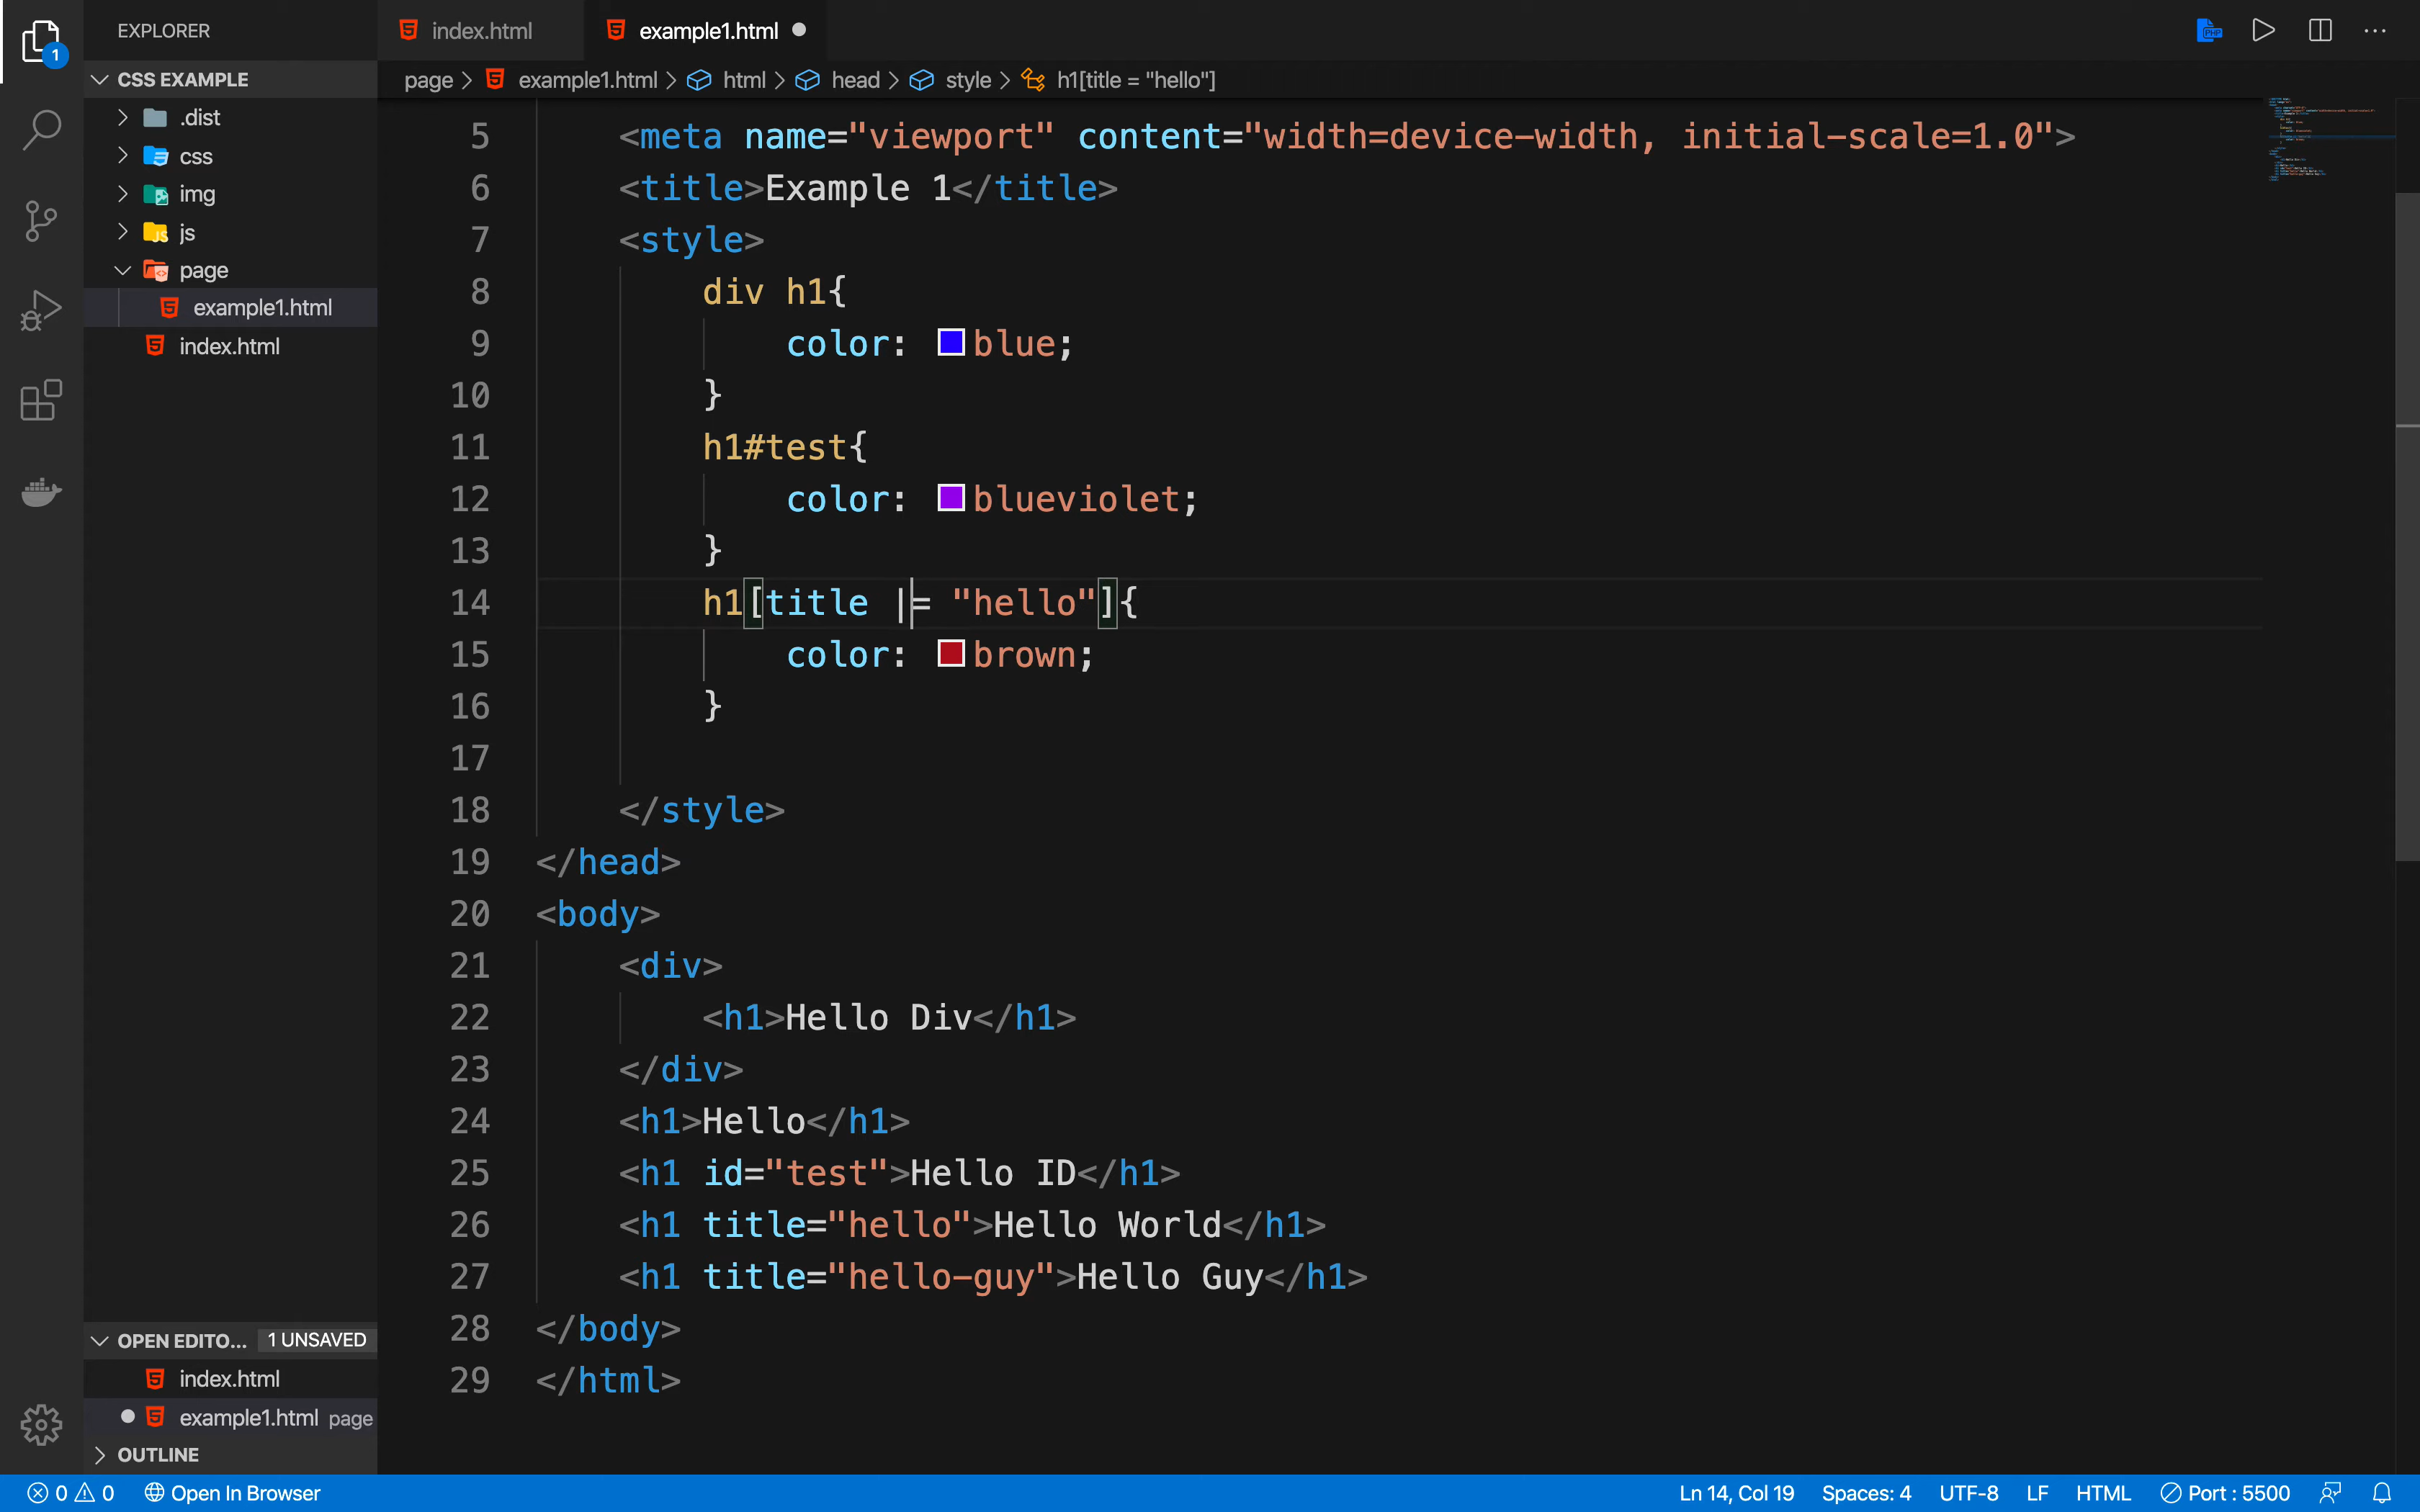 EXPLORER
index.html
example1.html
CSS EXAMPLE
page > example1.html > html > head > style > h1[title = "hello"]
1
.dist
css
img
js
page
example1.html
index.html
5 <meta name="viewport" content="width=device-width, initial-scale=1.0">
6 <title>Example 1</title>
7 <style>
8 div h1{
9 color: blue;
10 }
11 h1#test{
12 color: blueviolet;
13 }
14 h1[title |= "hello"]{
15 color: brown;
16 }
17
18 </style>
19 </head>
20 <body>
21 <div>
22 <h1>Hello Div</h1>
23 </div>
24 <h1>Hello</h1>
25 <h1 id="test">Hello ID</h1>
26 <h1 title="hello">Hello World</h1>
27 <h1 title="hello-guy">Hello Guy</h1>
28 </body>
29 </html>
OPEN EDITO... 1 UNSAVED
index.html
example1.html page
OUTLINE
0 0 Open In Browser
Ln 14, Col 19 Spaces: 4 UTF-8 LF HTML Port : 5500